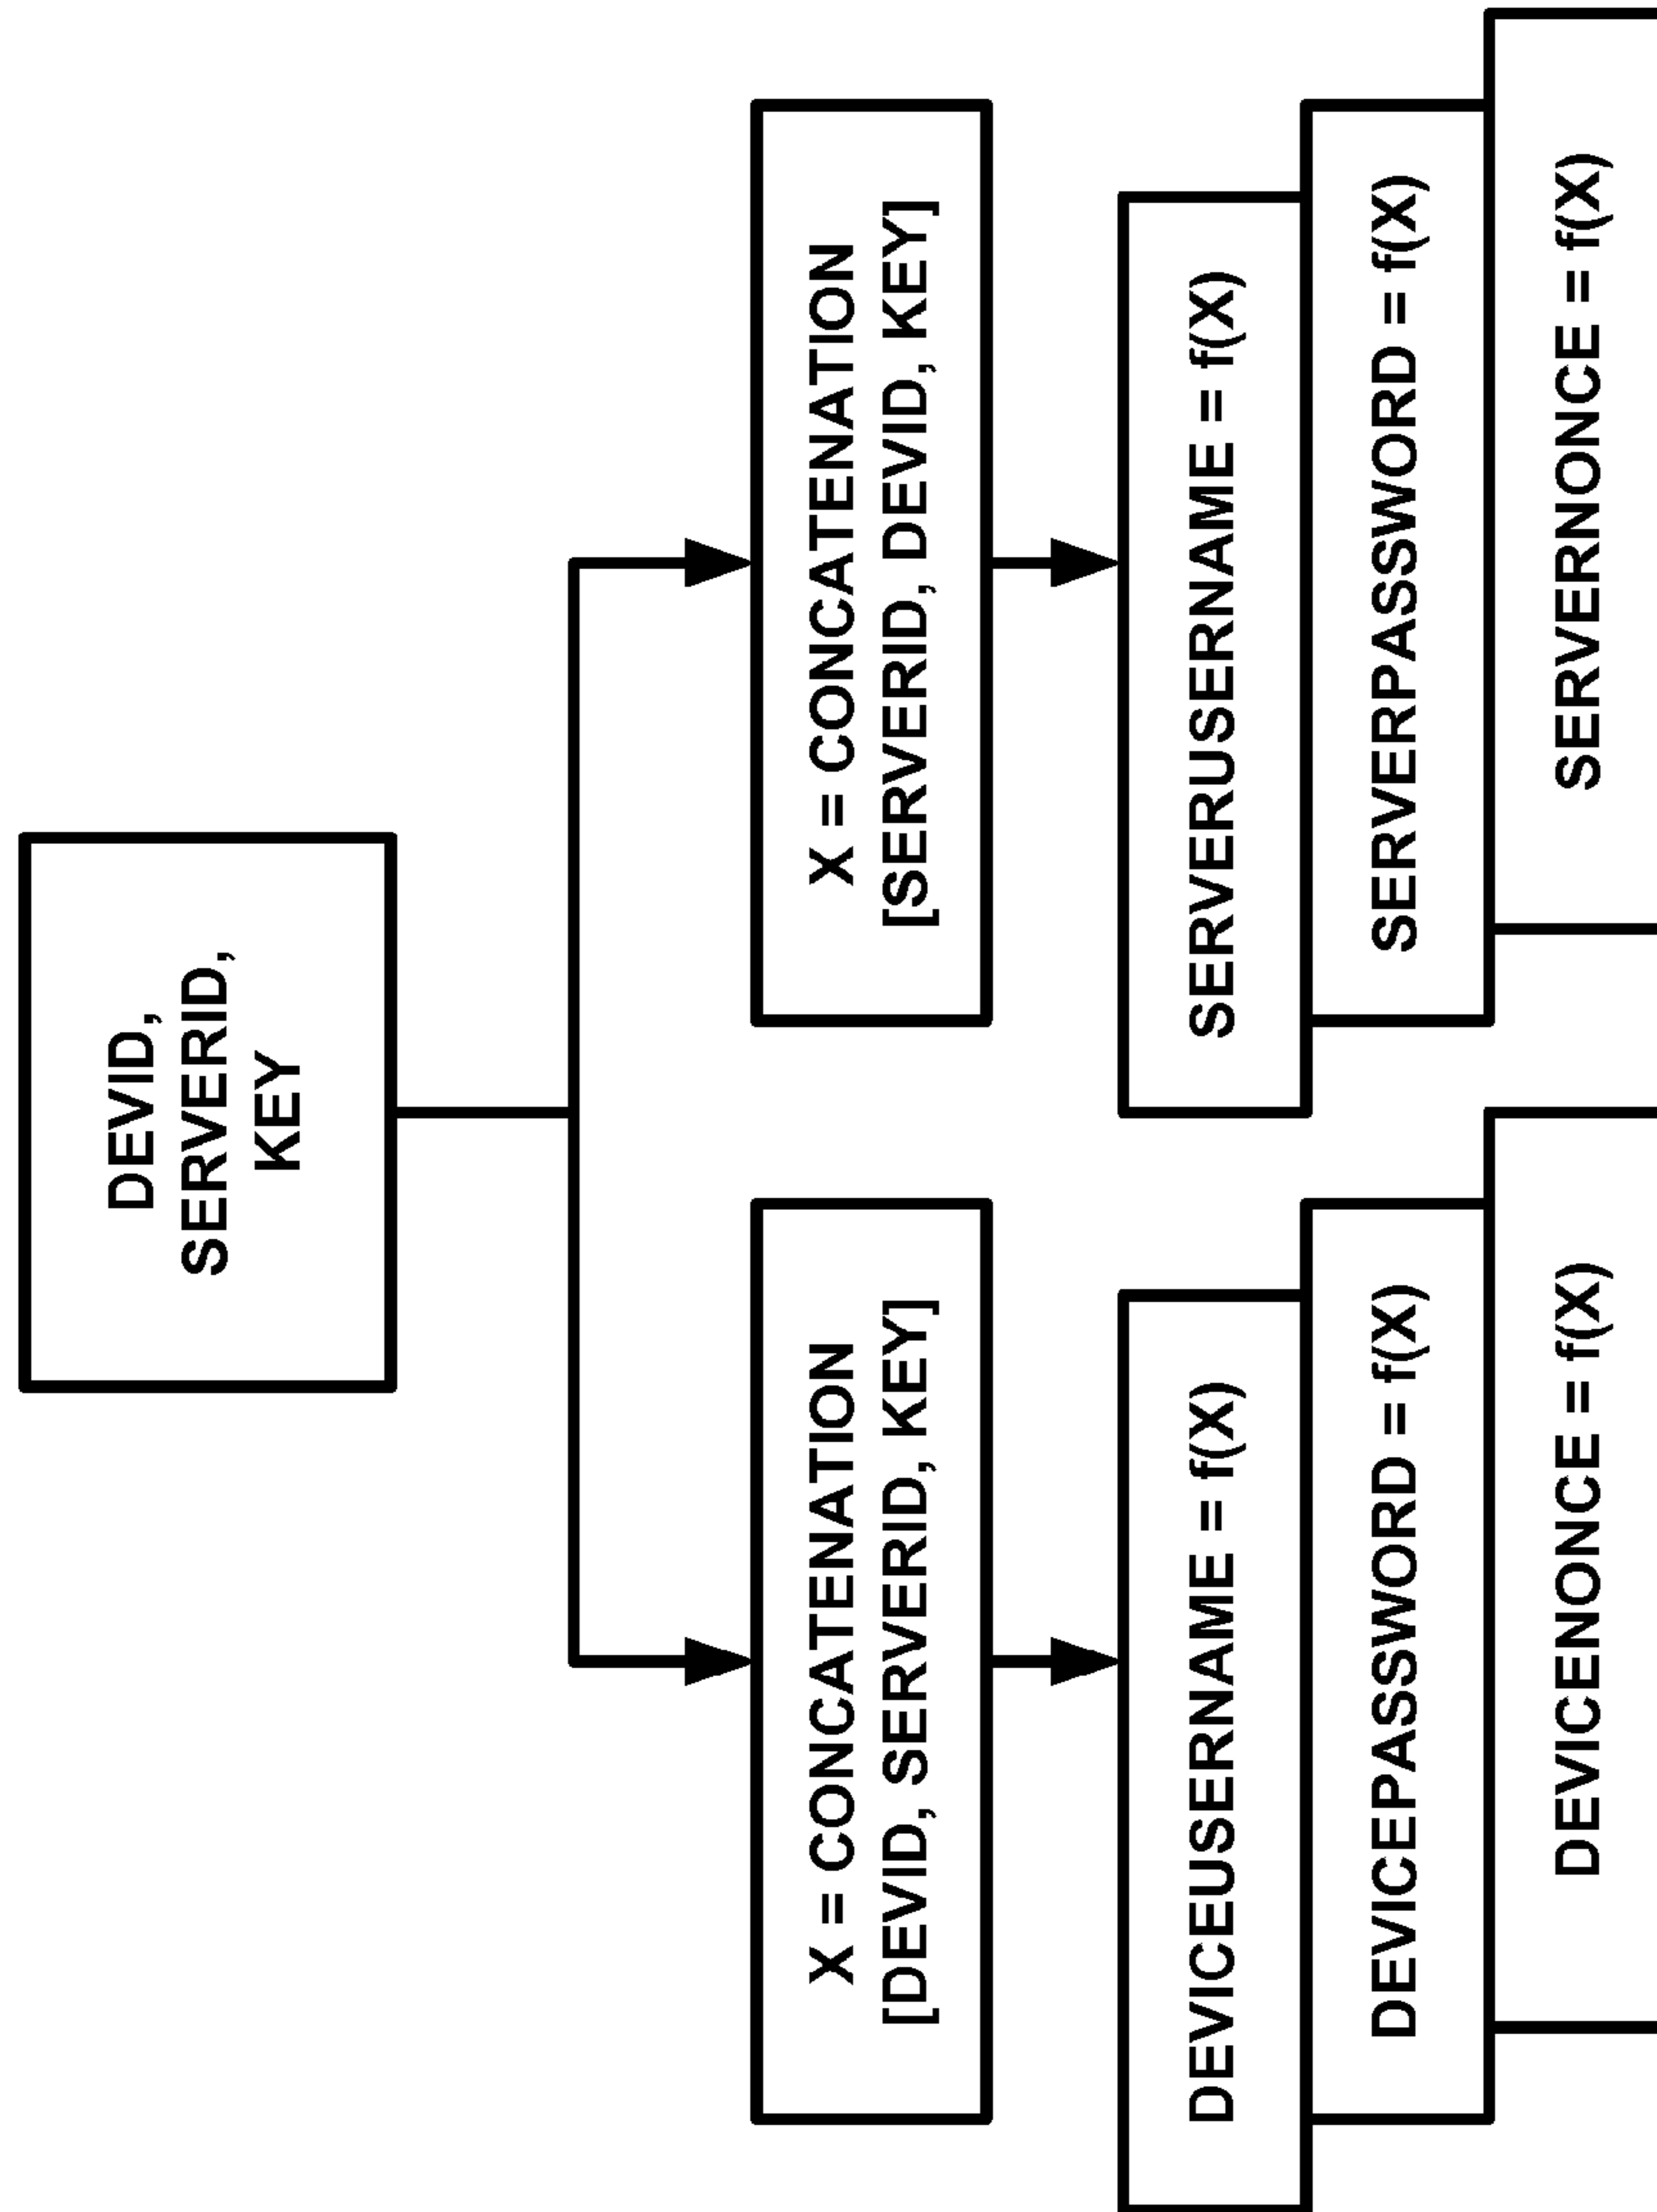 DEVID,
SERVERID,
KEY
X = CONCATENATION
[DEVID, SERVERID, KEY]
X = CONCATENATION
[SERVERID, DEVID, KEY]
DEVICEUSERNAME = f(X)
DEVICEPASSWORD = f(X)
DEVICENONCE = f(X)
SERVERUSERNAME = f(X)
SERVERPASSWORD = f(X)
SERVERNONCE = f(X)